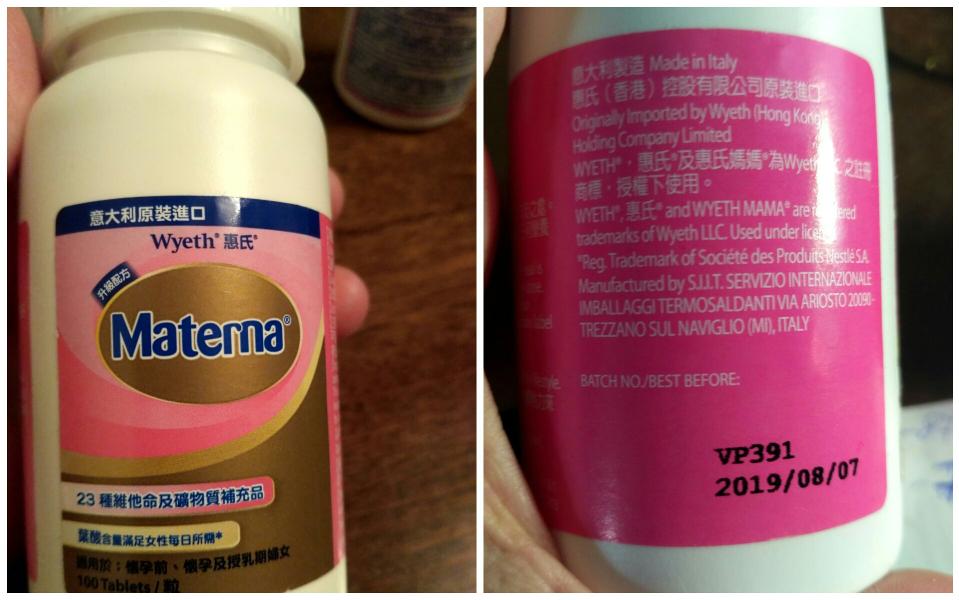 意大利原裝進口
Wyeth® 惠氏®
升級配方
Materna®
23 種維他命及礦物質補充品
葉酸含量滿足女性每日所需*
適用於：懷孕前、懷孕及授乳期婦女
100 Tablets / 粒
意大利製造 Made in Italy
惠氏（香港）控股有限公司原裝進口
Originally Imported by Wyeth (Hong Kong)
Holding Company Limited
WYETH®，惠氏®及惠氏媽媽®為Wyeth 之註冊
商標，授權下使用。
WYETH®, 惠氏® and WYETH MAMA® are registered
trademarks of Wyeth LLC. Used under license.
®Reg. Trademark of Société des Produits Nestlé S.A.
Manufactured by S.I.I.T. SERVIZIO INTERNAZIONALE
IMBALLAGGI TERMOSALDANTI VIA ARIOSTO 20090 -
TREZZANO SUL NAVIGLIO (MI), ITALY
BATCH NO./BEST BEFORE:
VP391
2019/08/07